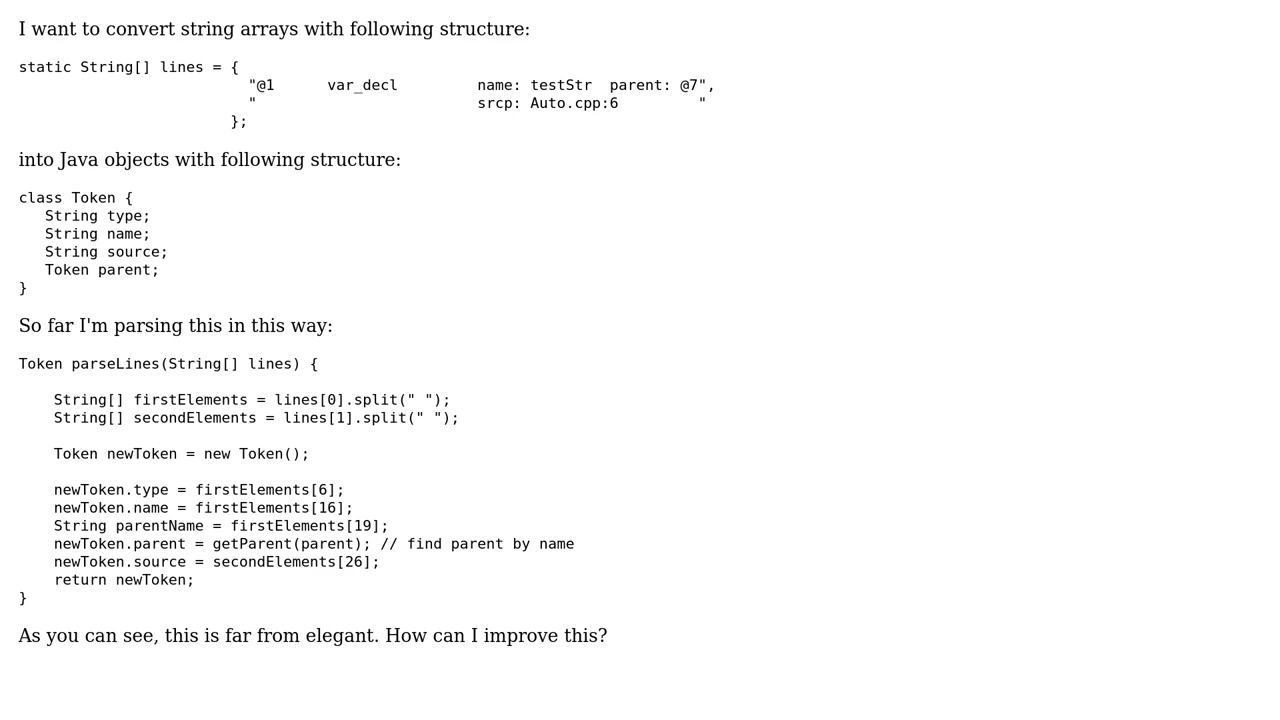 I want to convert string arrays with following structure:
static String[] lines = {
                          "@1      var_decl         name: testStr  parent: @7",
                          "                         srcp: Auto.cpp:6         "
                        };
into Java objects with following structure:
class Token {
   String type;
   String name;
   String source;
   Token parent;
}
So far I'm parsing this in this way:
Token parseLines(String[] lines) {
    String[] firstElements = lines[0].split(" ");
    String[] secondElements = lines[1].split(" ");
    Token newToken = new Token();
    newToken.type = firstElements[6];
    newToken.name = firstElements[16];
    String parentName = firstElements[19];
    newToken.parent = getParent(parent); // find parent by name
    newToken.source = secondElements[26];
    return newToken;
}
As you can see, this is far from elegant. How can I improve this?